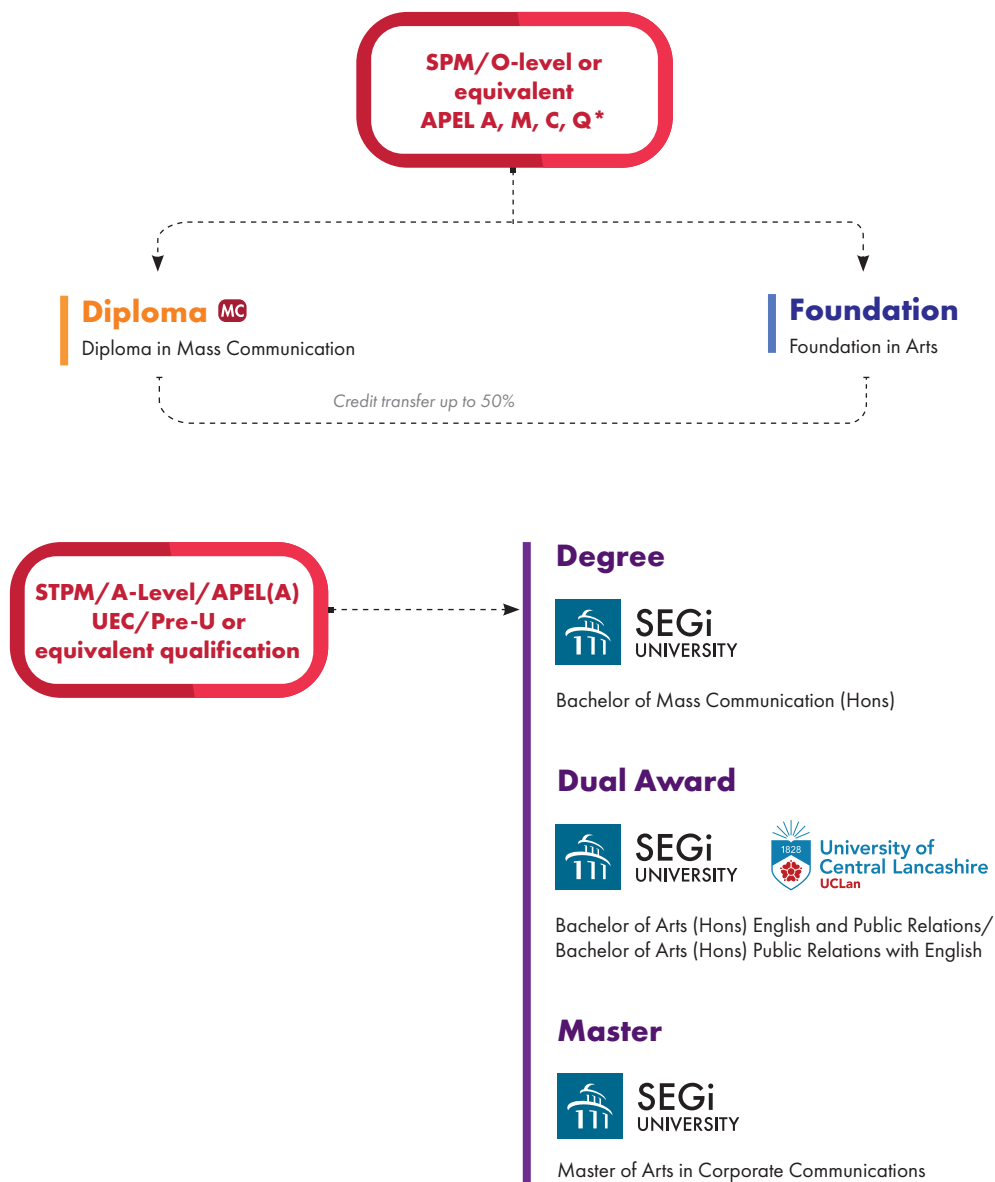 SPM/O-level or
equivalent
APEL A, M, C, Q*
Diploma MC
Diploma in Mass Communication
Foundation
Foundation in Arts
Credit transfer up to 50%
STPM/A-Level/APEL(A)
UEC/Pre-U or
equivalent qualification
Degree
SEGi
UNIVERSITY
Bachelor of Mass Communication (Hons)
Dual Award
SEGi
UNIVERSITY
1828
University of
Central Lancashire
UCLan
Bachelor of Arts (Hons) English and Public Relations/
Bachelor of Arts (Hons) Public Relations with English
Master
SEGi
UNIVERSITY
Master of Arts in Corporate Communications